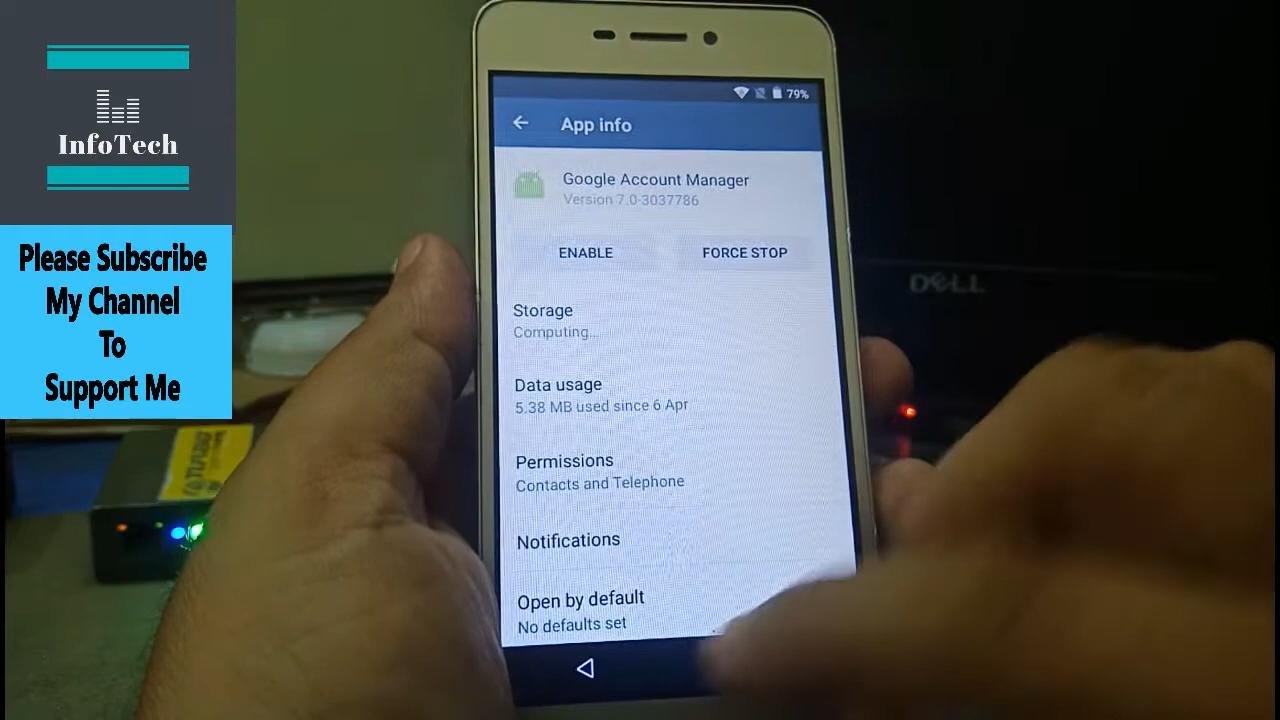 InfoTech
Please Subscribe
My Channel
To
Support Me
79%
App info
Google Account Manager
Version 7.0-3037786
ENABLE
FORCE STOP
Storage
Computing...
Data usage
5.38 MB used since 6 Apr
Permissions
Contacts and Telephone
Notifications
Open by default
No defaults set
DELL